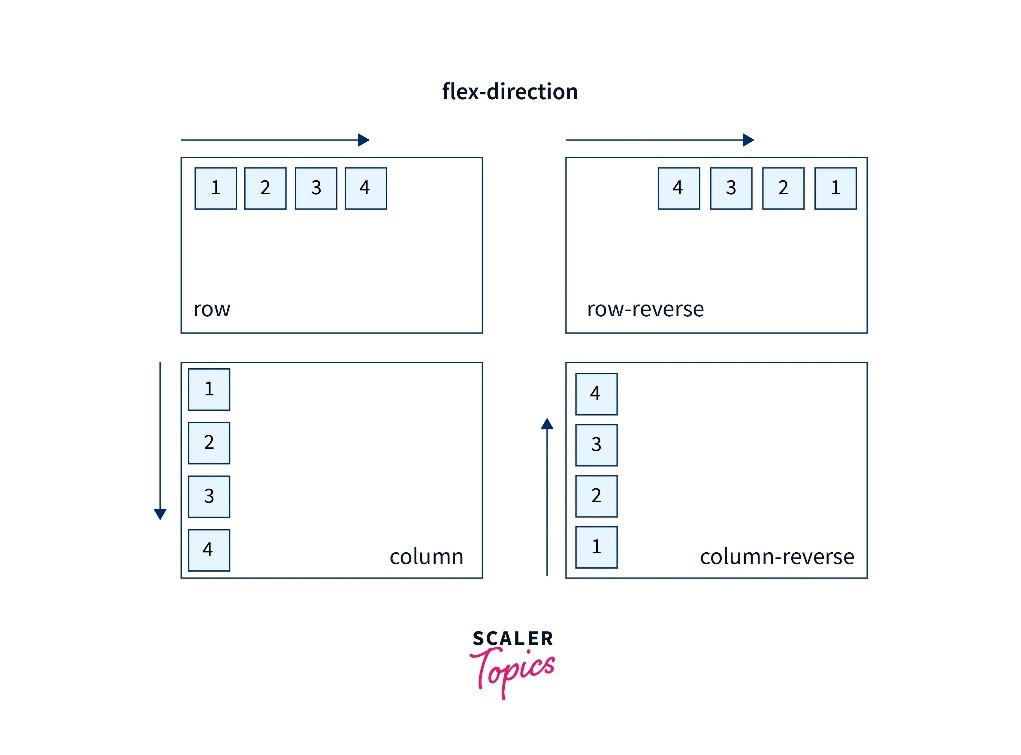 flex-direction
1 2 3 4
row
4 3 2 1
row-reverse
1
2
3
4
column
4
3
2
1
column-reverse
SCALER
Topics